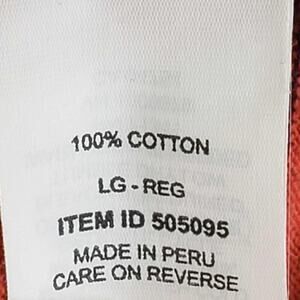 100% COTTON
LG - REG
ITEM ID 505095
MADE IN PERU
CARE ON REVERSE